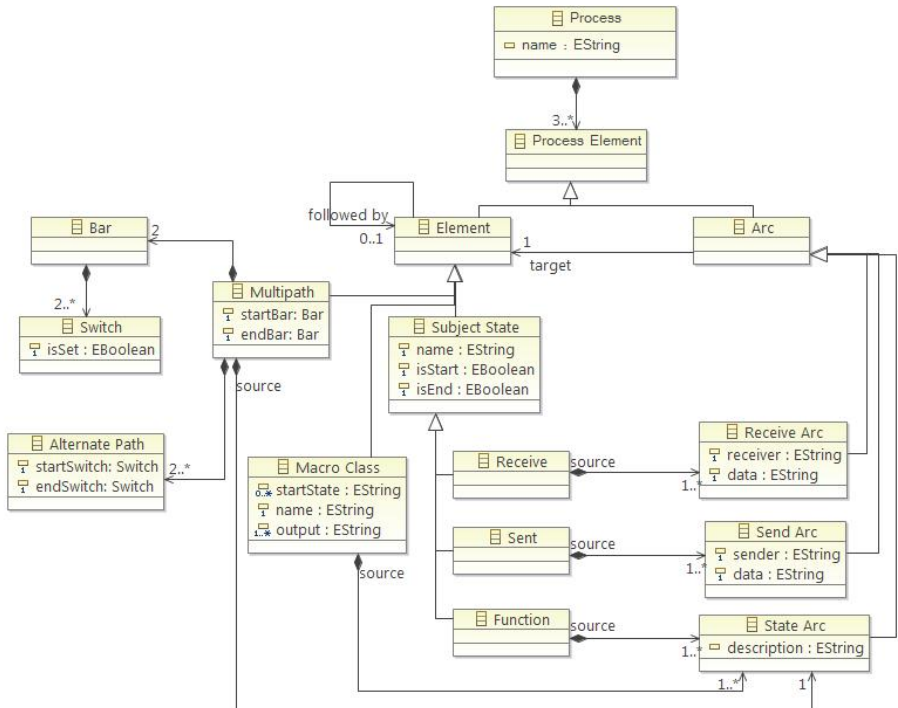 Process
name : EString
3..*
Process Element
followed by
0..1
Element
1
target
Arc
Bar
2
2..*
Switch
isSet : EBoolean
Multipath
startBar: Bar
endBar: Bar
source
Subject State
name : EString
isStart : EBoolean
isEnd : EBoolean
Alternate Path
startSwitch: Switch
endSwitch: Switch
2..*
Macro Class
0..* startState : EString
1 name : EString
1..* output : EString
source
Receive
source
1..*
Receive Arc
receiver : EString
data : EString
Sent
source
1..*
Send Arc
sender : EString
data : EString
Function
source
1..*
State Arc
description : EString
1..*
1